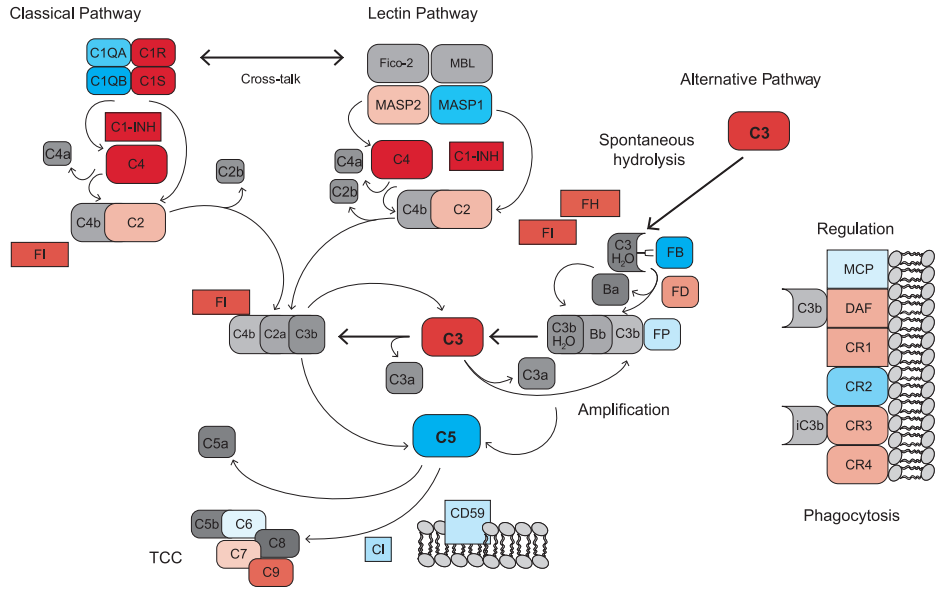 Classical Pathway
Lectin Pathway
Alternative Pathway
C1QA C1R
C1QB C1S
Cross-talk
Fico-2 MBL
MASP2 MASP1
C3
Spontaneous
hydrolysis
C1-INH
C4a
C4
C2b
C4a
C4
C1-INH
C2b
C4b C2
C4b C2
FI
FH
FI
C3
H2O
FB
Ba
FD
FI
C4b C2a C3b
C3
C3b
H2O
Bb C3b
FP
C3a
C3a
Amplification
C5
C5a
C5b C6
C7 C8
C9
TCC
CI
CD59
Regulation
MCP
C3b
DAF
CR1
CR2
iC3b
CR3
CR4
Phagocytosis